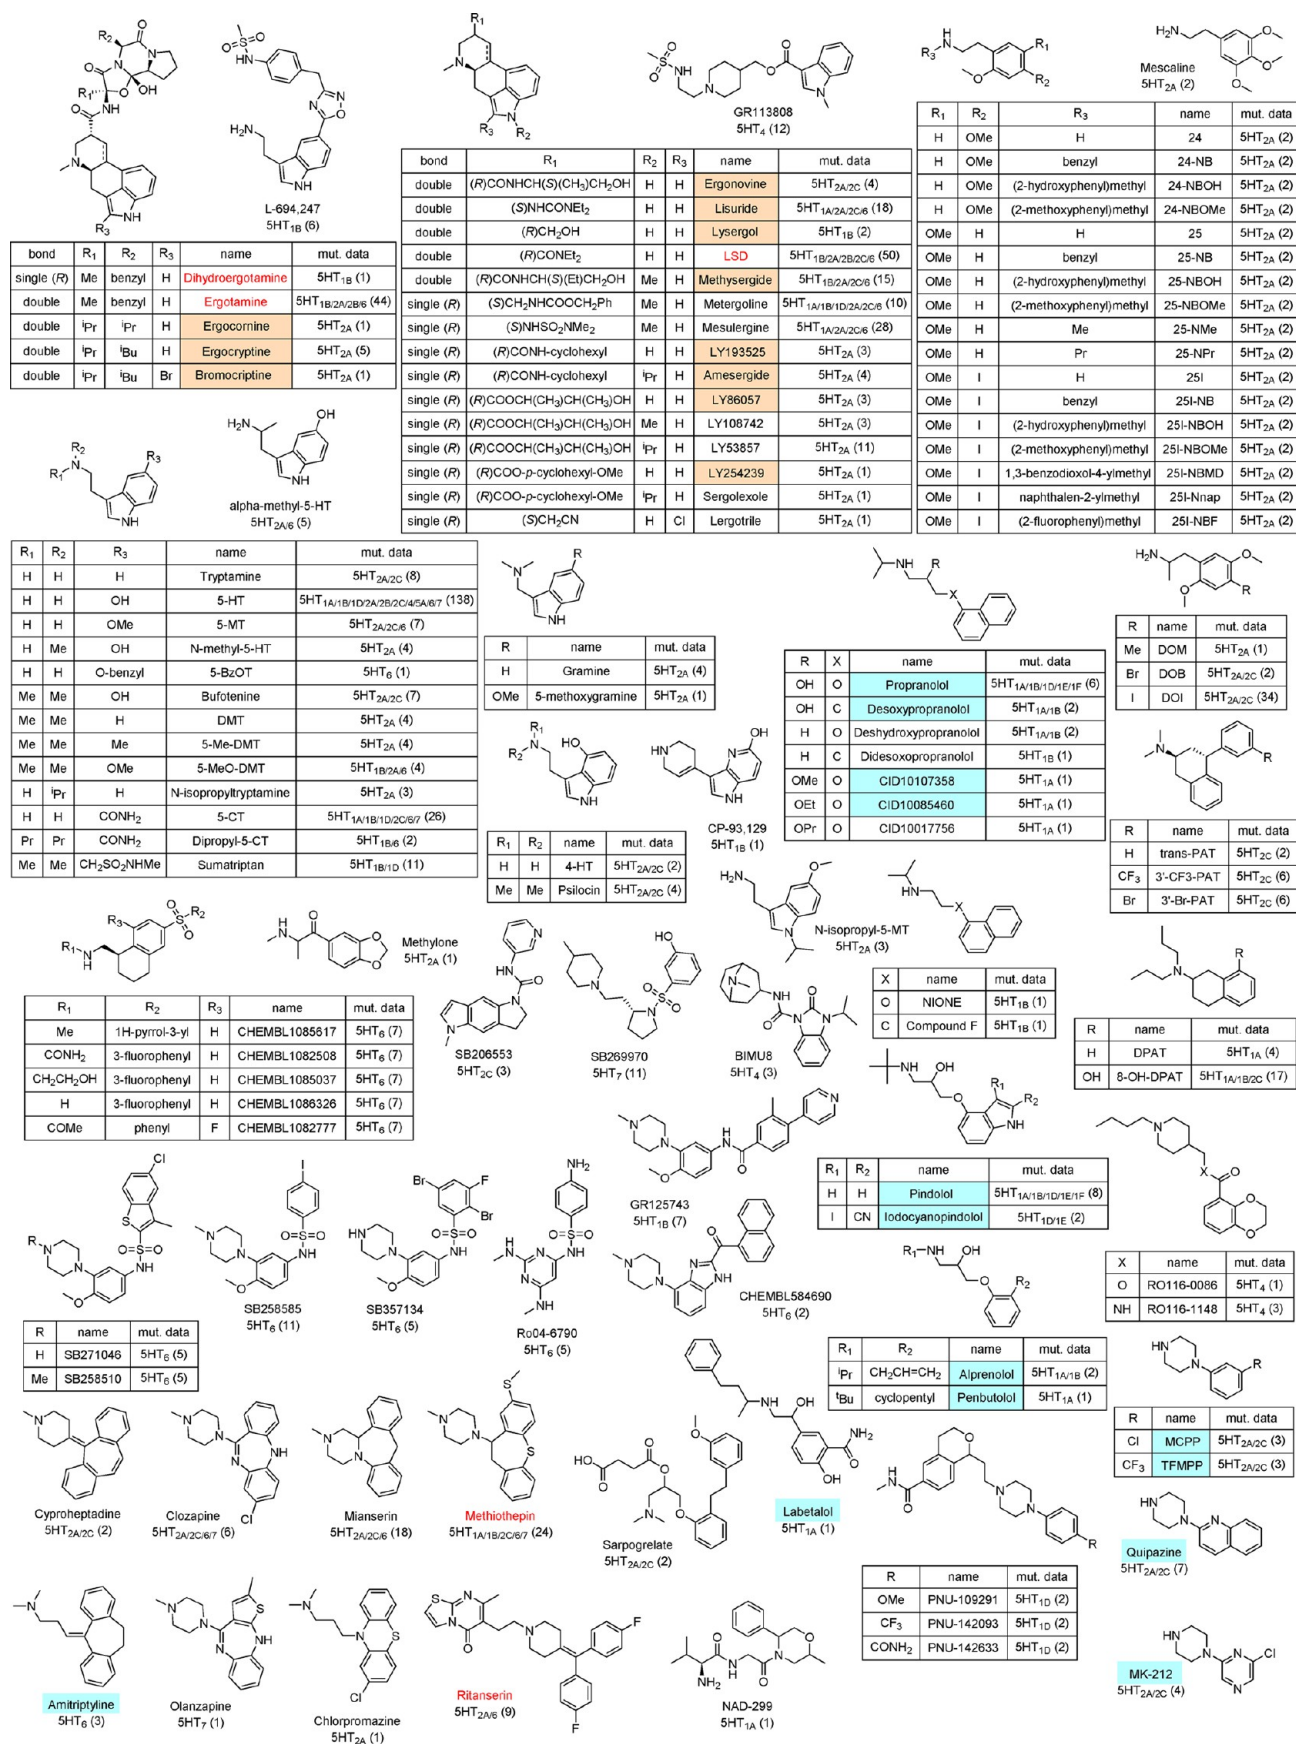 L-694,247
5HT1B (6)
bond R1 R2 R3 name mut. data
single (R) Me benzyl H Dihydroergotamine 5HT1B (1)
double Me benzyl H Ergotamine 5HT1B/2A/2B/6 (44)
double iPr iPr H Ergocornine 5HT2A (1)
double iPr iBu H Ergocryptine 5HT2A (5)
double iPr iBu Br Bromocriptine 5HT2A (1)
GR113808
5HT4 (12)
bond R1 R2 R3 name mut. data
double (R)CONHCH(S)(CH3)CH2OH H H Ergonovine 5HT2A/2C (4)
double (S)NHCONEt2 H H Lisuride 5HT1A/2A/2C/6 (18)
double (R)CH2OH H H Lysergol 5HT1B (2)
double (R)CONEt2 H H LSD 5HT1B/2A/2B/2C/6 (50)
double (R)CONHCH(S)(Et)CH2OH Me H Methysergide 5HT1B/2A/2C/6 (15)
single (R) (S)CH2NHCOOCH2Ph Me H Metergoline 5HT1A/1B/1D/2A/2C/6 (10)
single (R) (S)NHSO2NMe2 Me H Mesulergine 5HT1A/2A/2C/6 (28)
single (R) (R)CONH-cyclohexyl H H LY193525 5HT2A (3)
single (R) (R)CONH-cyclohexyl iPr H Amesergide 5HT2A (4)
single (R) (R)COOCH(CH3)CH(CH3)OH H H LY86057 5HT2A (3)
single (R) (R)COOCH(CH3)CH(CH3)OH Me H LY108742 5HT2A (3)
single (R) (R)COOCH(CH3)CH(CH3)OH iPr H LY53857 5HT2A (11)
single (R) (R)COO-p-cyclohexyl-OMe H H LY254239 5HT2A (1)
single (R) (R)COO-p-cyclohexyl-OMe iPr H Sergolexole 5HT2A (1)
single (R) (S)CH2CN H Cl Lergotrile 5HT2A (1)
Mescaline
5HT2A (2)
R1 R2 R3 name mut. data
H OMe H 24 5HT2A (2)
H OMe benzyl 24-NB 5HT2A (2)
H OMe (2-hydroxyphenyl)methyl 24-NBOH 5HT2A (2)
H OMe (2-methoxyphenyl)methyl 24-NBOMe 5HT2A (2)
OMe H H 25 5HT2A (2)
OMe H benzyl 25-NB 5HT2A (2)
OMe H (2-hydroxyphenyl)methyl 25-NBOH 5HT2A (2)
OMe H (2-methoxyphenyl)methyl 25-NBOMe 5HT2A (2)
OMe H Me 25-NMe 5HT2A (2)
OMe H Pr 25-NPr 5HT2A (2)
OMe I H 25I 5HT2A (2)
OMe I benzyl 25I-NB 5HT2A (2)
OMe I (2-hydroxyphenyl)methyl 25I-NBOH 5HT2A (2)
OMe I (2-methoxyphenyl)methyl 25I-NBOMe 5HT2A (2)
OMe I 1,3-benzodioxol-4-ylmethyl 25I-NBMD 5HT2A (2)
OMe I naphthalen-2-ylmethyl 25I-Nnap 5HT2A (2)
OMe I (2-fluorophenyl)methyl 25I-NBF 5HT2A (2)
alpha-methyl-5-HT
5HT2A/6 (5)
R1 R2 R3 name mut. data
H H H Tryptamine 5HT2A/2C (8)
H H OH 5-HT 5HT1A/1B/1D/2A/2B/2C/4/5A/6/7 (138)
H H OMe 5-MT 5HT2A/2C/6 (7)
H Me OH N-methyl-5-HT 5HT2A (4)
H H O-benzyl 5-BzOT 5HT6 (1)
Me Me OH Bufotenine 5HT2A/2C (7)
Me Me H DMT 5HT2A (4)
Me Me Me 5-Me-DMT 5HT2A (4)
Me Me OMe 5-MeO-DMT 5HT1B/2A/6 (4)
H iPr H N-isopropyltryptamine 5HT2A (3)
H H CONH2 5-CT 5HT1A/1B/1D/2C/6/7 (26)
Pr Pr CONH2 Dipropyl-5-CT 5HT1B/6 (2)
Me Me CH2SO2NHMe Sumatriptan 5HT1B/1D (11)
R name mut. data
H Gramine 5HT2A (4)
OMe 5-methoxygramine 5HT2A (1)
CP-93,129
5HT1B (1)
R1 R2 name mut. data
H H 4-HT 5HT2A/2C (2)
Me Me Psilocin 5HT2A/2C (4)
R X name mut. data
OH O Propranolol 5HT1A/1B/1D/1E/1F (6)
OH C Desoxypropranolol 5HT1A/1B (2)
H O Deshydroxypropranolol 5HT1A/1B (2)
H C Didesoxopropranolol 5HT1B (1)
OMe O CID10107358 5HT1A (1)
OEt O CID10085460 5HT1A (1)
OPr O CID10017756 5HT1A (1)
R name mut. data
Me DOM 5HT2A (1)
Br DOB 5HT2A/2C (2)
I DOI 5HT2A/2C (34)
R name mut. data
H trans-PAT 5HT2C (2)
CF3 3'-CF3-PAT 5HT2C (6)
Br 3'-Br-PAT 5HT2C (6)
Methylone
5HT2A (1)
R1 R2 R3 name mut. data
Me 1H-pyrrol-3-yl H CHEMBL1085617 5HT6 (7)
CONH2 3-fluorophenyl H CHEMBL1082508 5HT6 (7)
CH2CH2OH 3-fluorophenyl H CHEMBL1085037 5HT6 (7)
H 3-fluorophenyl H CHEMBL1086326 5HT6 (7)
COMe phenyl F CHEMBL1082777 5HT6 (7)
SB206553
5HT2C (3)
SB269970
5HT7 (11)
BIMU8
5HT4 (3)
N-isopropyl-5-MT
5HT2A (3)
X name mut. data
O NIONE 5HT1B (1)
C Compound F 5HT1B (1)
R name mut. data
H DPAT 5HT1A (4)
OH 8-OH-DPAT 5HT1A/1B/2C (17)
GR125743
5HT1B (7)
R1 R2 name mut. data
H H Pindolol 5HT1A/1B/1D/1E/1F (8)
I CN Iodocyanopindolol 5HT1D/1E (2)
X name mut. data
O RO116-0086 5HT4 (1)
NH RO116-1148 5HT4 (3)
SB258585
5HT6 (11)
SB357134
5HT6 (5)
Ro04-6790
5HT6 (5)
CHEMBL584690
5HT6 (2)
R name mut. data
H SB271046 5HT6 (5)
Me SB258510 5HT6 (5)
R1 R2 name mut. data
iPr CH2CH=CH2 Alprenolol 5HT1A/1B (2)
tBu cyclopentyl Penbutolol 5HT1A (1)
R name mut. data
Cl MCPP 5HT2A/2C (3)
CF3 TFMPP 5HT2A/2C (3)
Cyproheptadine
5HT2A/2C (2)
Clozapine
5HT2A/2C/6/7 (6)
Mianserin
5HT2A/2C/6 (18)
Methiothepin
5HT1A/1B/2C/6/7 (24)
Sarpogrelate
5HT2A/2C (2)
Labetalol
5HT1A (1)
Quipazine
5HT2A/2C (7)
R name mut. data
OMe PNU-109291 5HT1D (2)
CF3 PNU-142093 5HT1D (2)
CONH2 PNU-142633 5HT1D (2)
Amitriptyline
5HT6 (3)
Olanzapine
5HT7 (1)
Chlorpromazine
5HT2A (1)
Ritanserin
5HT2A/6 (9)
NAD-299
5HT1A (1)
MK-212
5HT2A/2C (4)